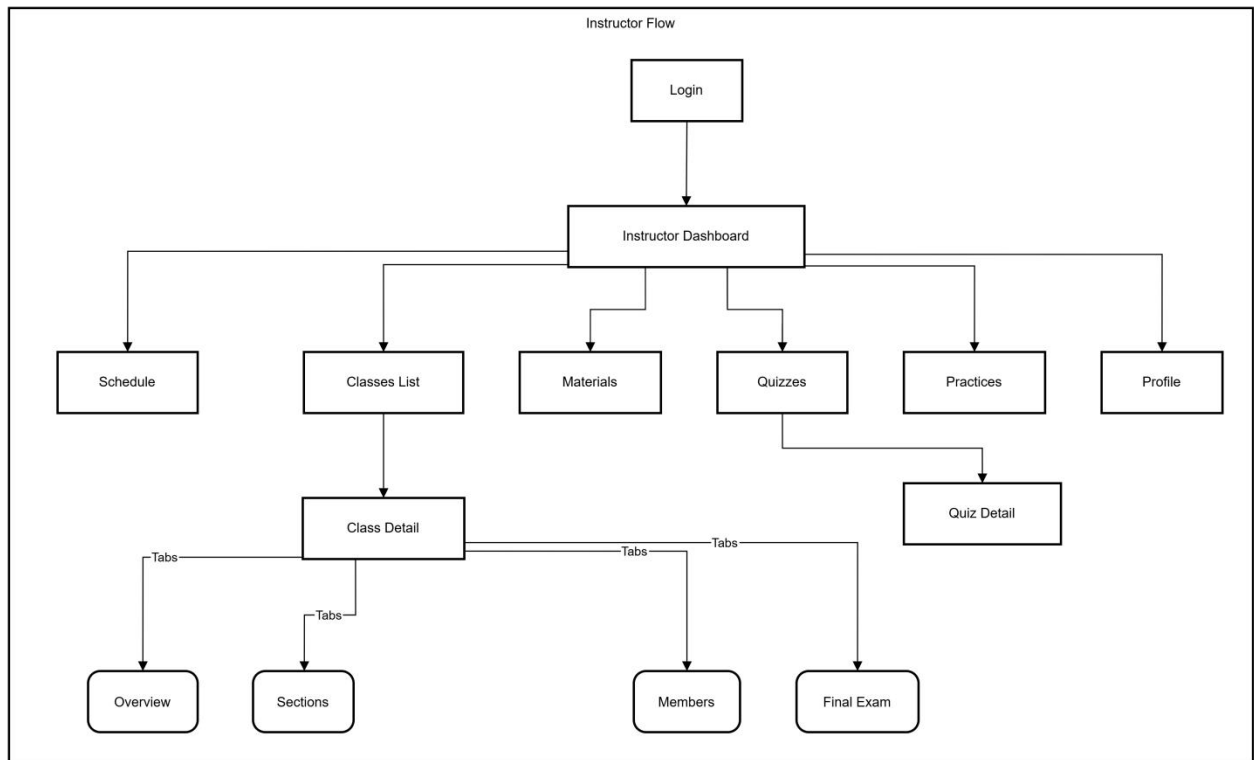 Instructor Flow
Login
Instructor Dashboard
Schedule
Classes List
Materials
Quizzes
Practices
Profile
Class Detail
Quiz Detail
Tabs
Tabs
Tabs
Tabs
Overview
Sections
Members
Final Exam